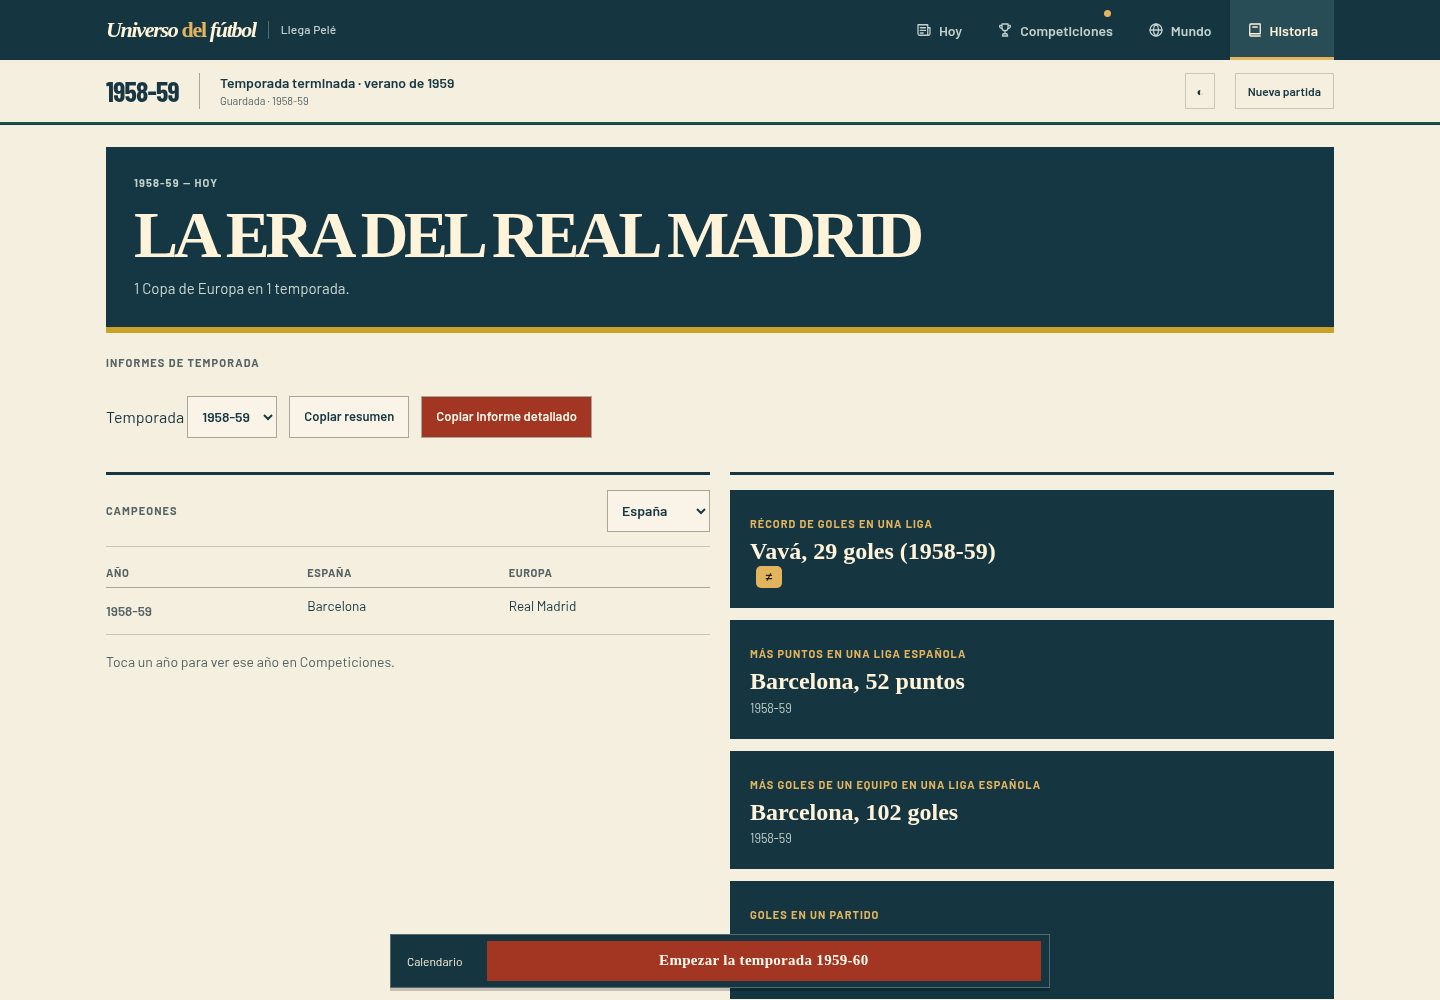 Universo del fútbol
Llega Pelé
Hoy
Competiciones
Mundo
Historia
1958-59
Temporada terminada · verano de 1959
Guardada · 1958-59
Nueva partida
1958-59 — HOY
LA ERA DEL REAL MADRID
1 Copa de Europa en 1 temporada.
INFORMES DE TEMPORADA
Temporada
1958-59
Copiar resumen
Copiar informe detallado
CAMPEONES
España
AÑO ESPAÑA EUROPA
1958-59 Barcelona Real Madrid
Toca un año para ver ese año en Competiciones.
RÉCORD DE GOLES EN UNA LIGA
Vavá, 29 goles (1958-59)
≠
MÁS PUNTOS EN UNA LIGA ESPAÑOLA
Barcelona, 52 puntos
1958-59
MÁS GOLES DE UN EQUIPO EN UNA LIGA ESPAÑOLA
Barcelona, 102 goles
1958-59
GOLES EN UN PARTIDO
Calendario
Empezar la temporada 1959-60